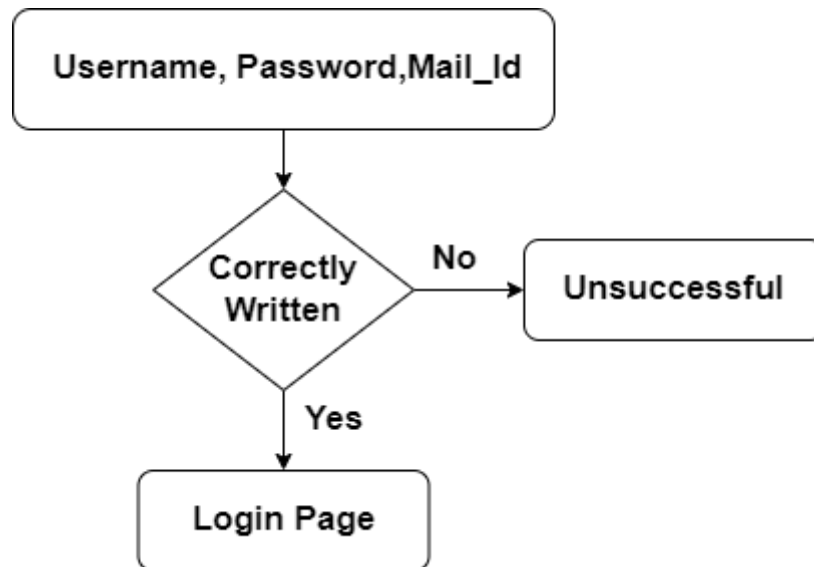 Username, Password,Mail_Id
Correctly
Written
No
Unsuccessful
Yes
Login Page